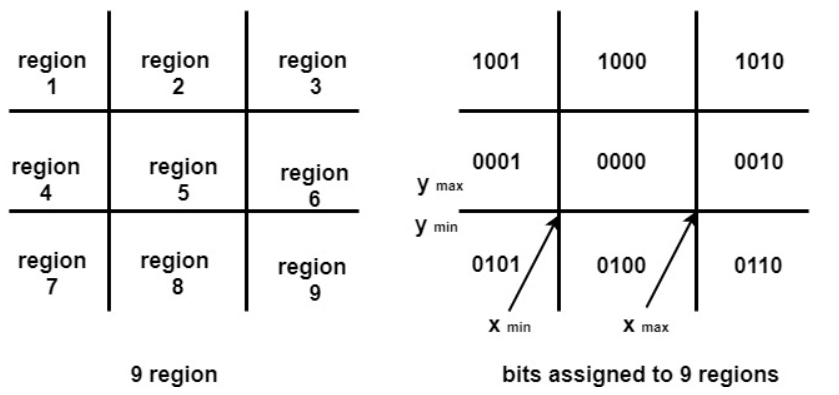 region region region
1 2 3
region region region
4 5 6
region region region
7 8 9
9 region
1001 1000 1010
0001 0000 0010
y max
y min
0101 0100 0110
x min x max
bits assigned to 9 regions